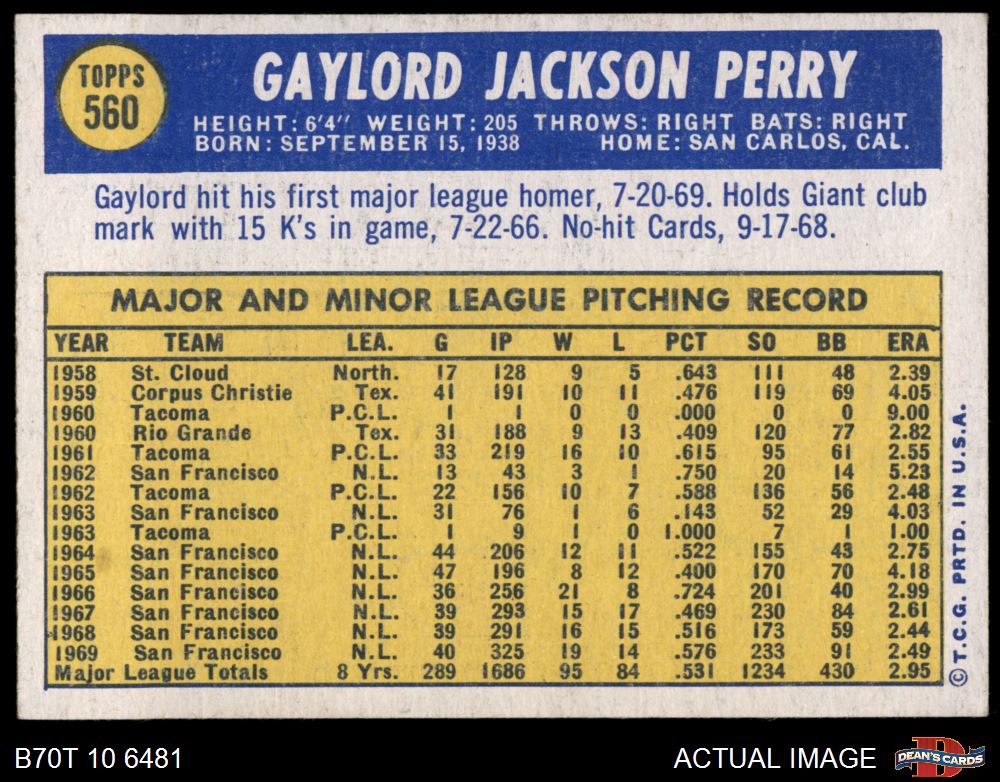 TOPPS
560
GAYLORD JACKSON PERRY
HEIGHT: 6'4" WEIGHT: 205 THROWS: RIGHT BATS: RIGHT
BORN: SEPTEMBER 15, 1938 HOME: SAN CARLOS, CAL.
Gaylord hit his first major league homer, 7-20-69. Holds Giant club
mark with 15 K's in game, 7-22-66. No-hit Cards, 9-17-68.
MAJOR AND MINOR LEAGUE PITCHING RECORD
YEAR TEAM LEA. G IP W L PCT SO BB ERA
1958 St. Cloud North. 17 128 9 5 .643 111 48 2.39
1959 Corpus Christie Tex. 41 191 10 11 .476 119 69 4.05
1960 Tacoma P.C.L. 1 1 0 0 .000 0 0 9.00
1960 Rio Grande Tex. 31 188 9 13 .409 120 77 2.82
1961 Tacoma P.C.L. 33 219 16 10 .615 95 61 2.55
1962 San Francisco N.L. 13 43 3 1 .750 20 14 5.23
1962 Tacoma P.C.L. 22 156 10 7 .588 136 56 2.48
1963 San Francisco N.L. 31 76 1 6 .143 52 29 4.03
1963 Tacoma P.C.L. 1 9 1 0 1.000 7 1 1.00
1964 San Francisco N.L. 44 206 12 11 .522 155 43 2.75
1965 San Francisco N.L. 47 196 8 12 .400 170 70 4.18
1966 San Francisco N.L. 36 256 21 8 .724 201 40 2.99
1967 San Francisco N.L. 39 293 15 17 .469 230 84 2.61
1968 San Francisco N.L. 39 291 16 15 .516 173 59 2.44
1969 San Francisco N.L. 40 325 19 14 .576 233 91 2.49
Major League Totals 8 Yrs. 289 1686 95 84 .531 1234 430 2.95
© T.C.G. PRTD. IN U.S.A.
B70T 10 6481
ACTUAL IMAGE
D
DEAN'S CARDS